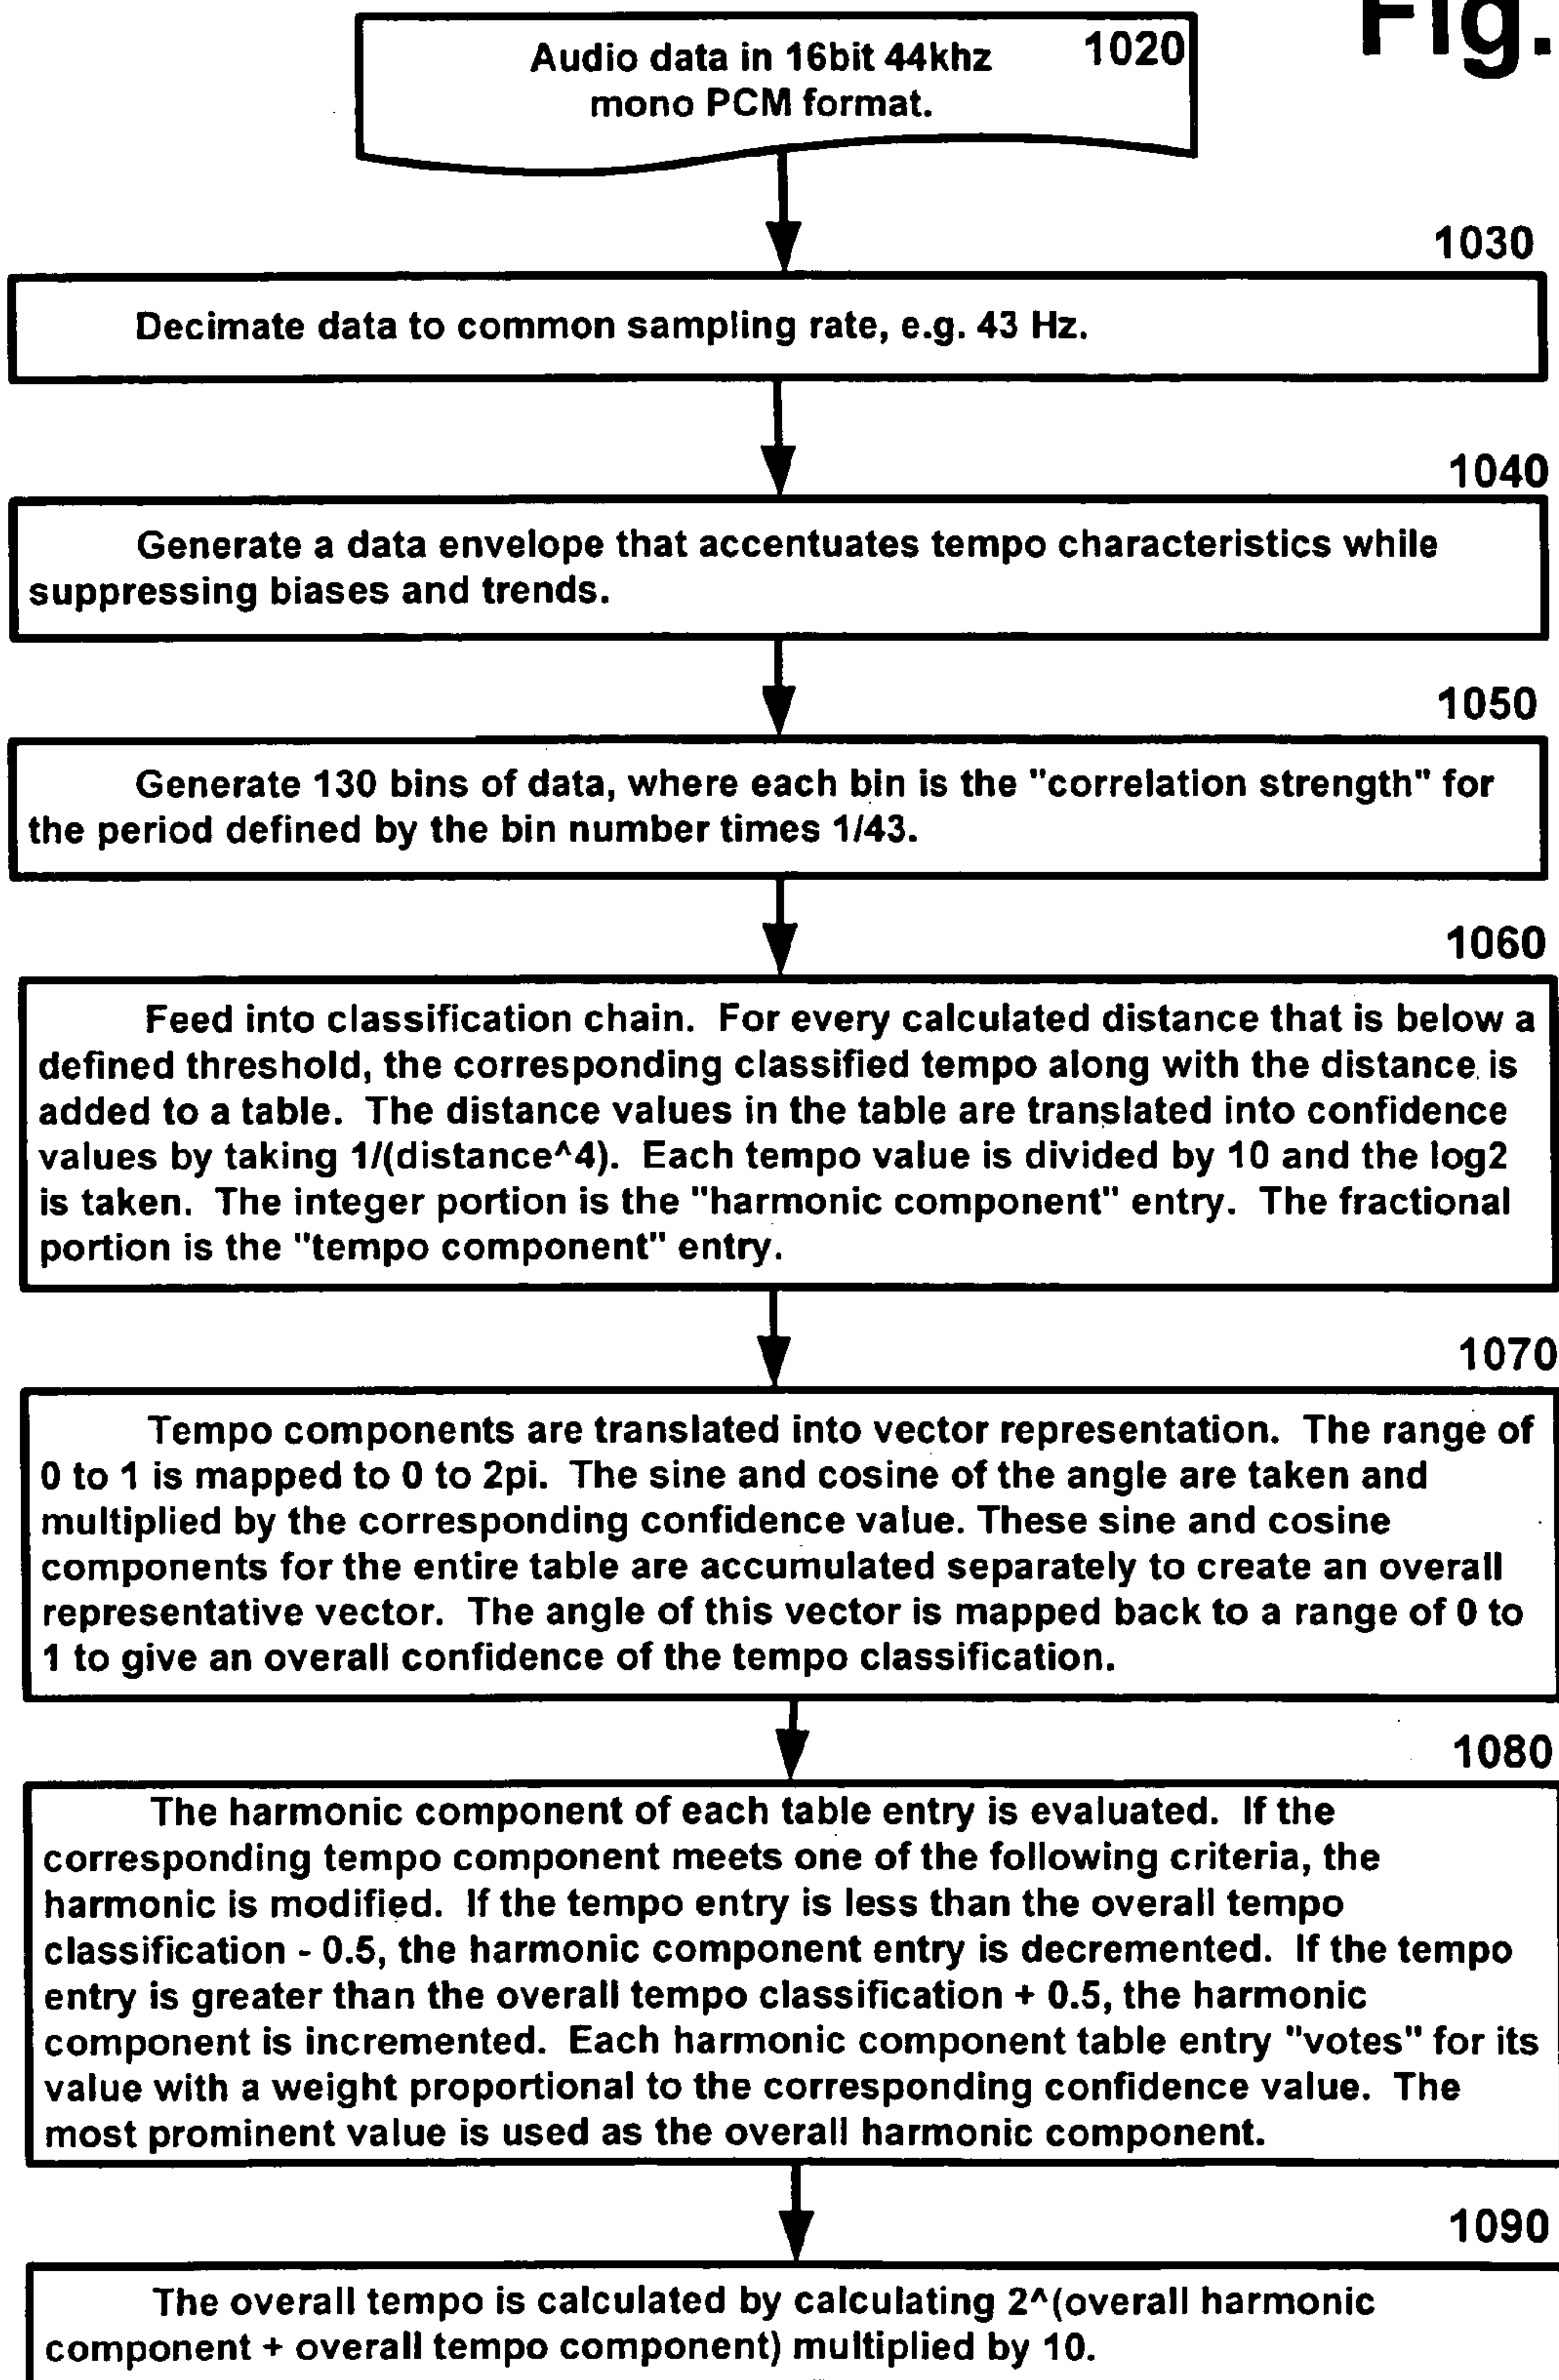 Fig.
1020
Audio data in 16bit 44khz
mono PCM format.
1030
Decimate data to common sampling rate, e.g. 43 Hz.
1040
Generate a data envelope that accentuates tempo characteristics while
suppressing biases and trends.
1050
Generate 130 bins of data, where each bin is the "correlation strength" for
the period defined by the bin number times 1/43.
1060
Feed into classification chain. For every calculated distance that is below a
defined threshold, the corresponding classified tempo along with the distance is
added to a table. The distance values in the table are translated into confidence
values by taking 1/(distance^4). Each tempo value is divided by 10 and the log2
is taken. The integer portion is the "harmonic component" entry. The fractional
portion is the "tempo component" entry.
1070
Tempo components are translated into vector representation. The range of
0 to 1 is mapped to 0 to 2pi. The sine and cosine of the angle are taken and
multiplied by the corresponding confidence value. These sine and cosine
components for the entire table are accumulated separately to create an overall
representative vector. The angle of this vector is mapped back to a range of 0 to
1 to give an overall confidence of the tempo classification.
1080
The harmonic component of each table entry is evaluated. If the
corresponding tempo component meets one of the following criteria, the
harmonic is modified. If the tempo entry is less than the overall tempo
classification - 0.5, the harmonic component entry is decremented. If the tempo
entry is greater than the overall tempo classification + 0.5, the harmonic
component is incremented. Each harmonic component table entry "votes" for its
value with a weight proportional to the corresponding confidence value. The
most prominent value is used as the overall harmonic component.
1090
The overall tempo is calculated by calculating 2^(overall harmonic
component + overall tempo component) multiplied by 10.